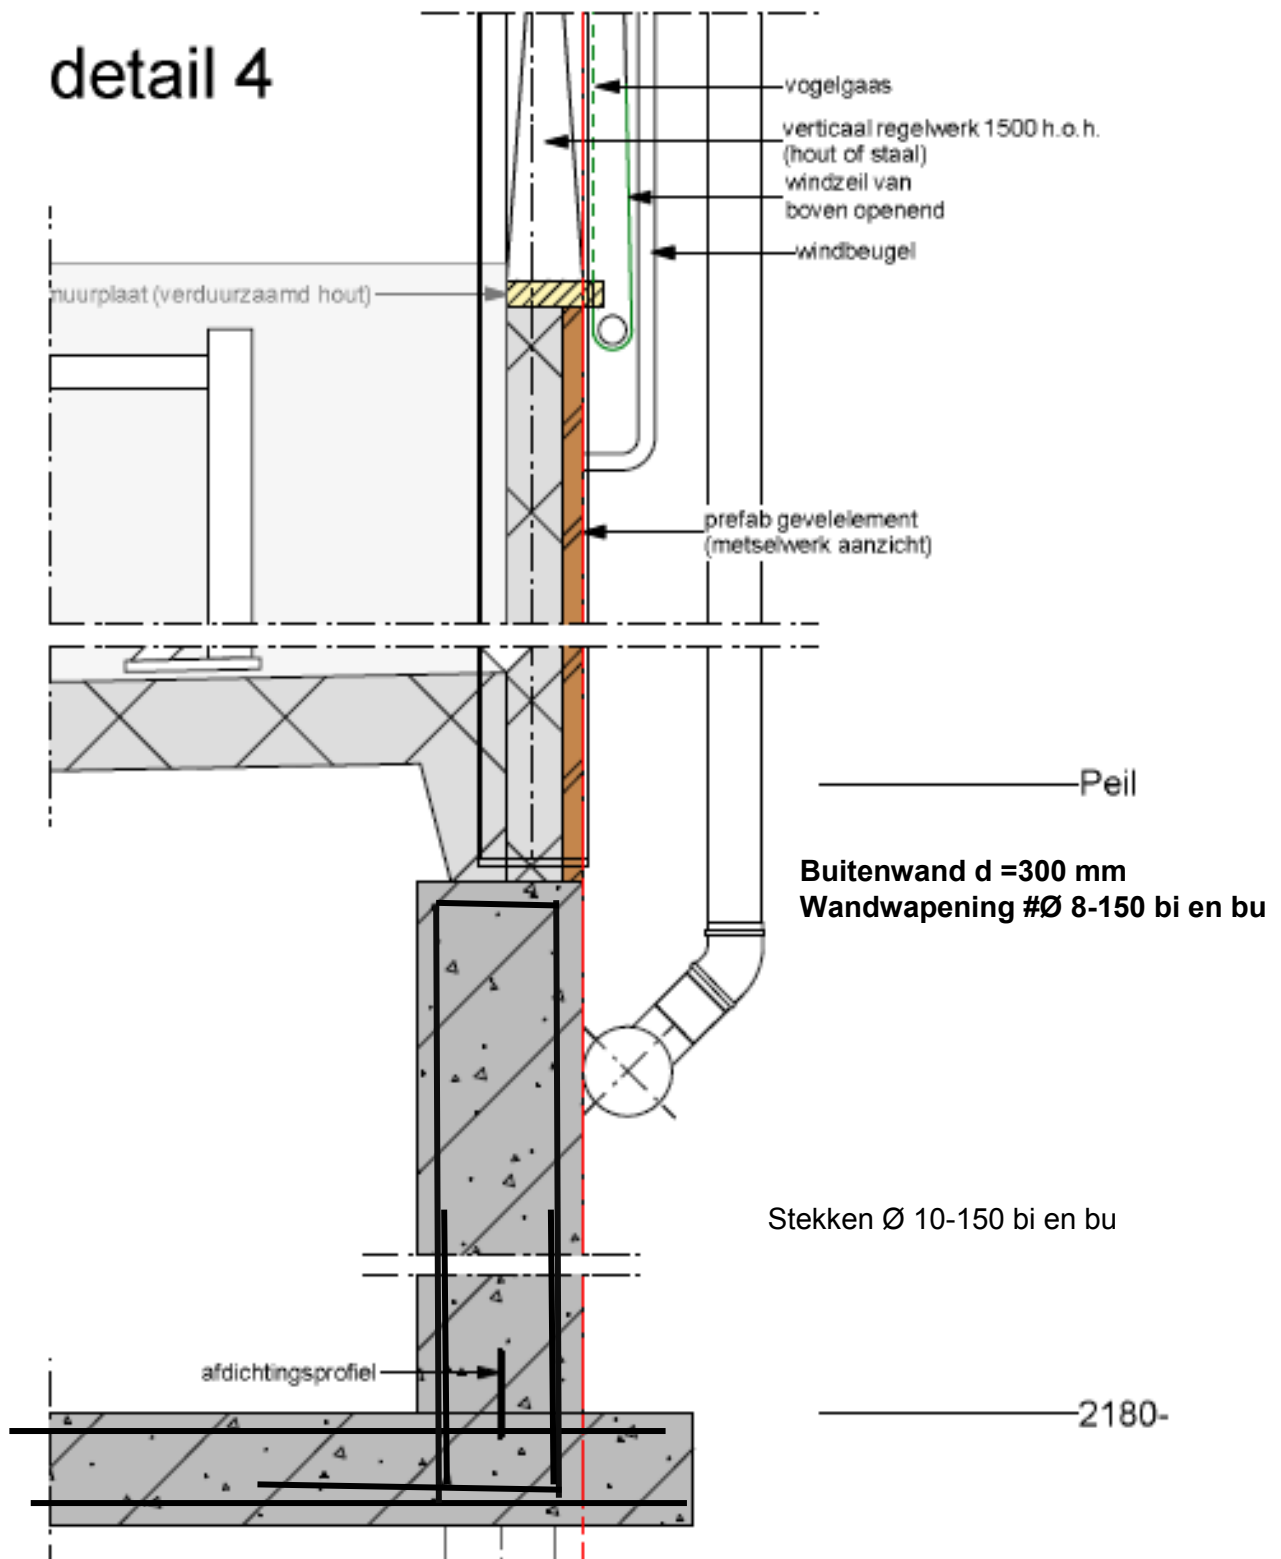 detail 4
vogelgaas
verticaal regelwerk 1500 h.o.h.
(hout of staal)
windzeil van
boven openend
windbeugel
muurplaat (verduurzaamd hout)
prefab gevelelement
(metselwerk aanzicht)
Peil
Buitenwand d =300 mm
Wandwapening #Ø 8-150 bi en bu
Stekken Ø 10-150 bi en bu
afdichtingsprofiel
2180-